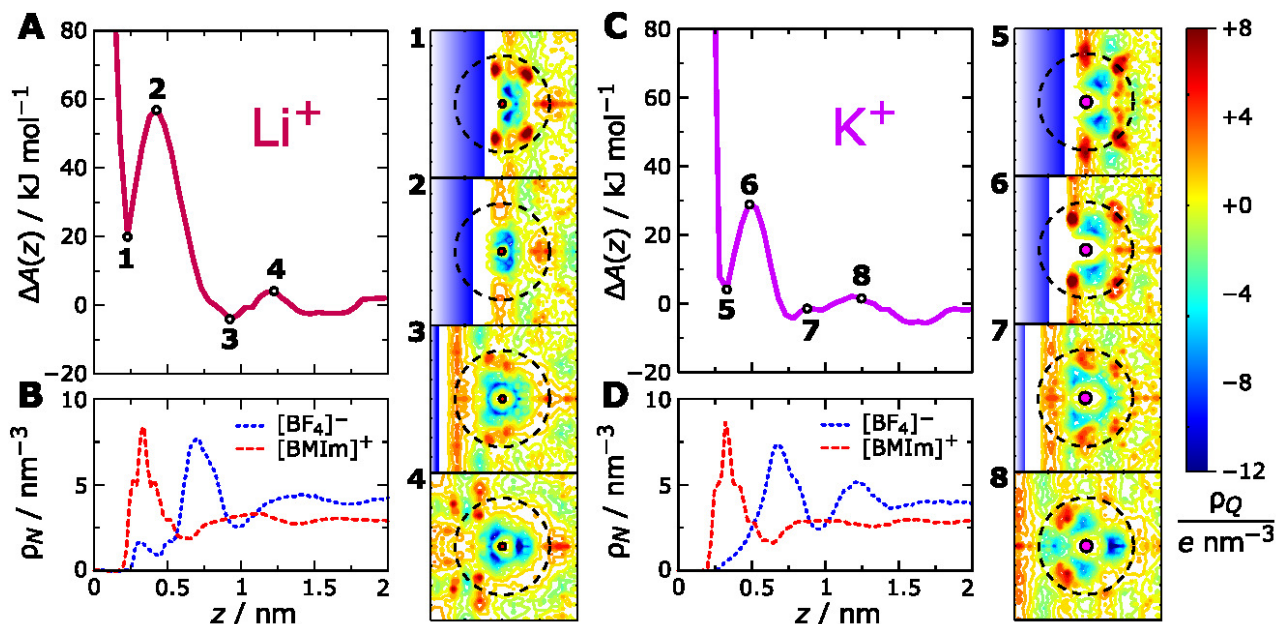 A
80
60
40
20
0
−20
ΔA(z) / kJ mol⁻¹
Li⁺
1
2
3
4
B
10
5
0
ρN / nm⁻³
[BF₄]⁻
[BMIm]⁺
0
0.5
1
1.5
2
z / nm
1
2
3
4
C
80
60
40
20
0
−20
ΔA(z) / kJ mol⁻¹
K⁺
5
6
7
8
D
10
5
0
ρN / nm⁻³
[BF₄]⁻
[BMIm]⁺
0
0.5
1
1.5
2
z / nm
5
6
7
8
+8
+4
+0
−4
−8
−12
ρQ
e nm⁻³